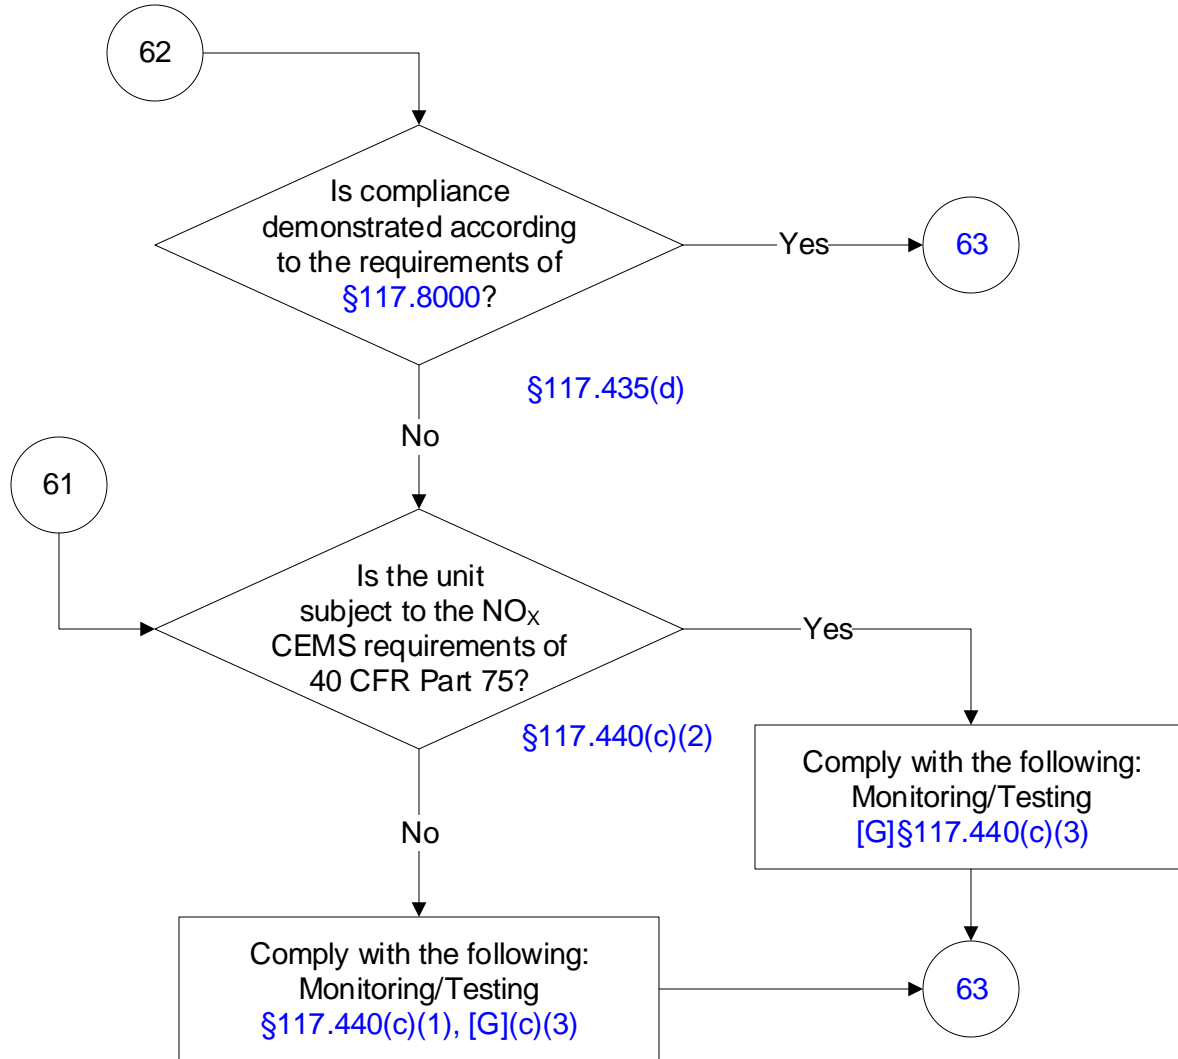 62
Is compliance
demonstrated according
to the requirements of
§117.8000?
Yes
63
§117.435(d)
No
61
Is the unit
subject to the NOX
CEMS requirements of
40 CFR Part 75?
Yes
§117.440(c)(2)
Comply with the following:
Monitoring/Testing
[G]§117.440(c)(3)
No
Comply with the following:
Monitoring/Testing
§117.440(c)(1), [G](c)(3)
63